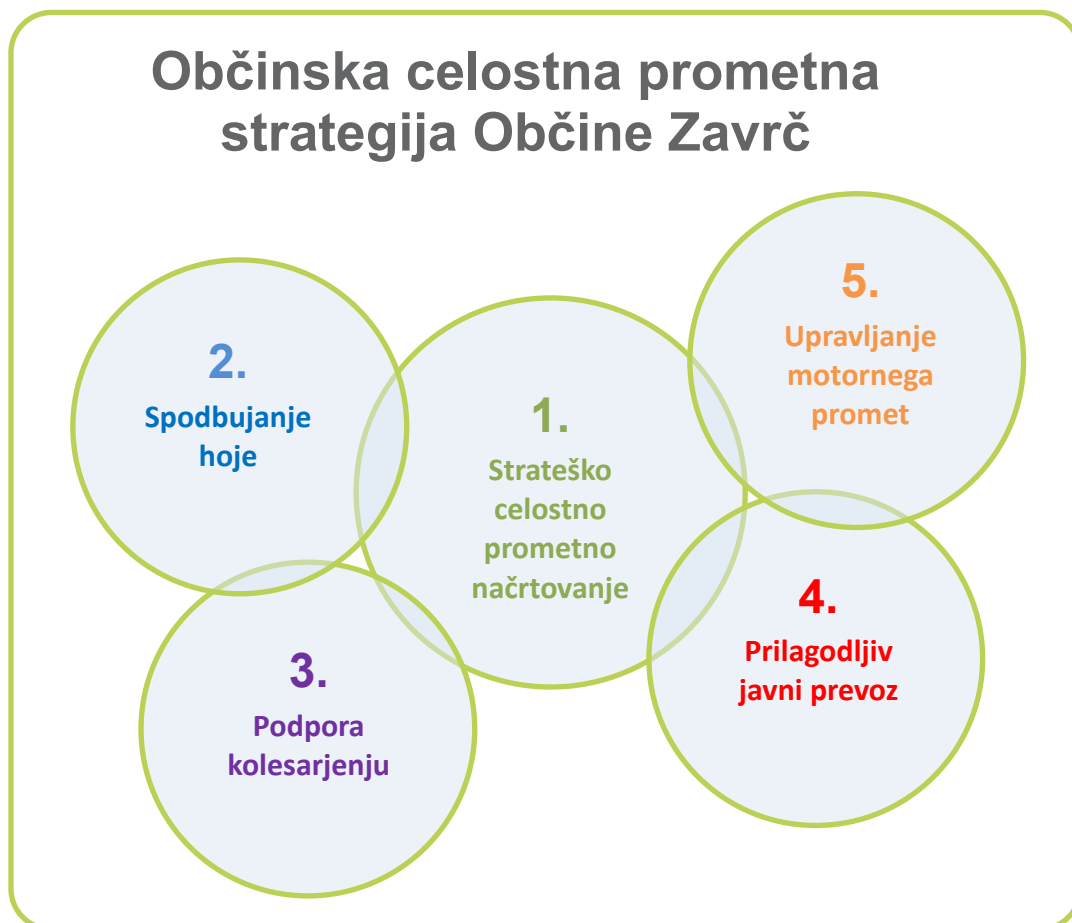 Občinska celostna prometna
strategija Občine Zavrč
1.
Strateško
celostno
prometno
načrtovanje
2.
Spodbujanje
hoje
3.
Podpora
kolesarjenju
4.
Prilagodljiv
javni prevoz
5.
Upravljanje
motornega
promet